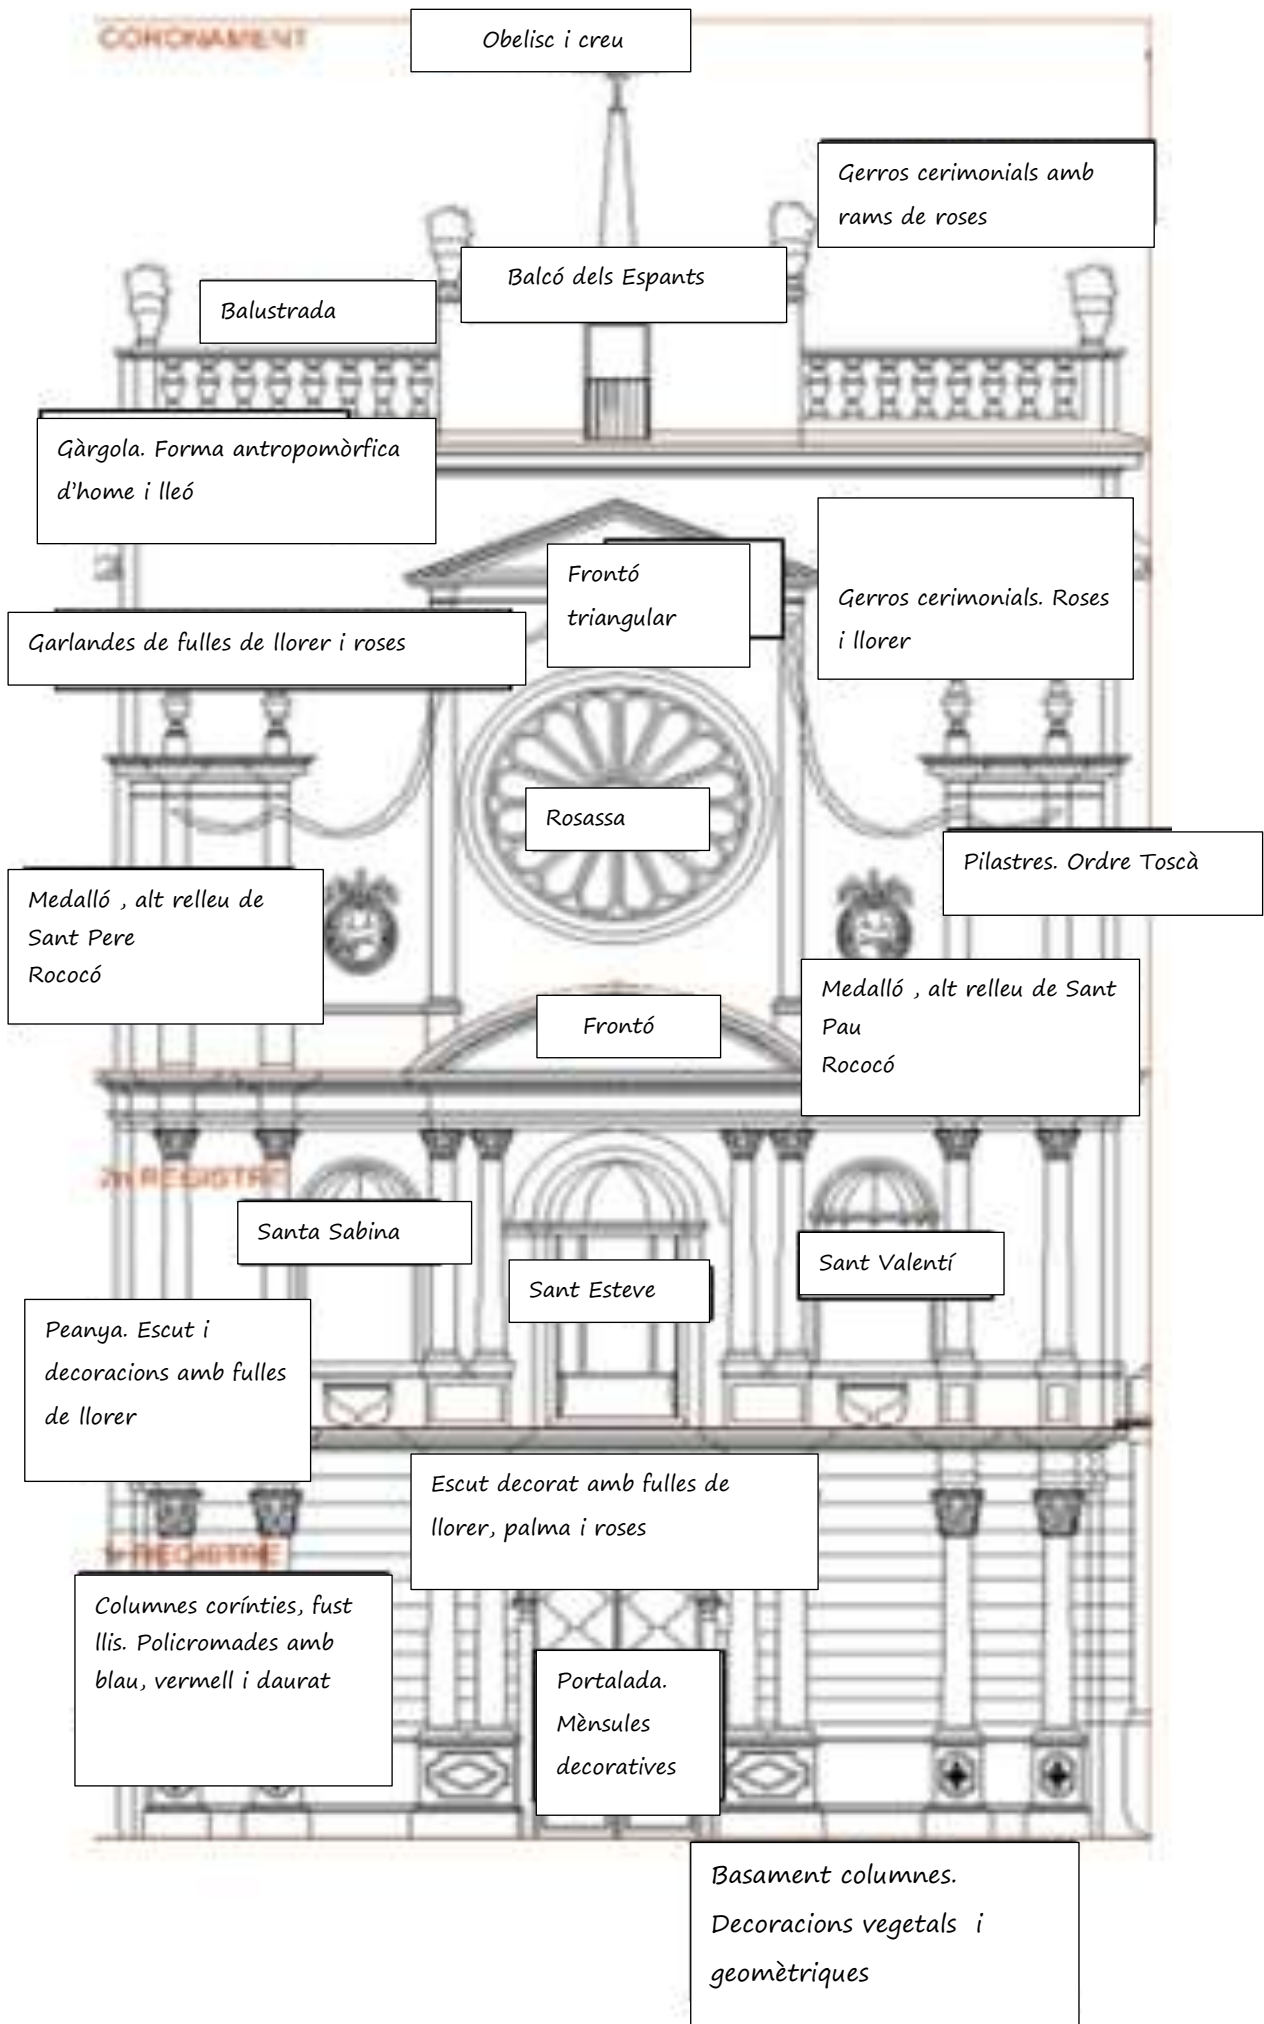 CORONAMENT
Obelisc i creu
Gerros cerimonials amb
rams de roses
Balcó dels Espants
Balustrada
Gàrgola. Forma antropomòrfica
d'home i lleó
Frontó
triangular
Gerros cerimonials. Roses
i llorer
Garlandes de fulles de llorer i roses
Rosassa
Pilastres. Ordre Toscà
Medalló , alt relleu de
Sant Pere
Rococó
Medalló , alt relleu de Sant
Pau
Rococó
Frontó
2n REGISTRE
Santa Sabina
Sant Esteve
Sant Valentí
Peanya. Escut i
decoracions amb fulles
de llorer
Escut decorat amb fulles de
llorer, palma i roses
1r REGISTRE
Columnes corínties, fust
llis. Policromades amb
blau, vermell i daurat
Portalada.
Mènsules
decoratives
Basament columnes.
Decoracions vegetals i
geomètriques